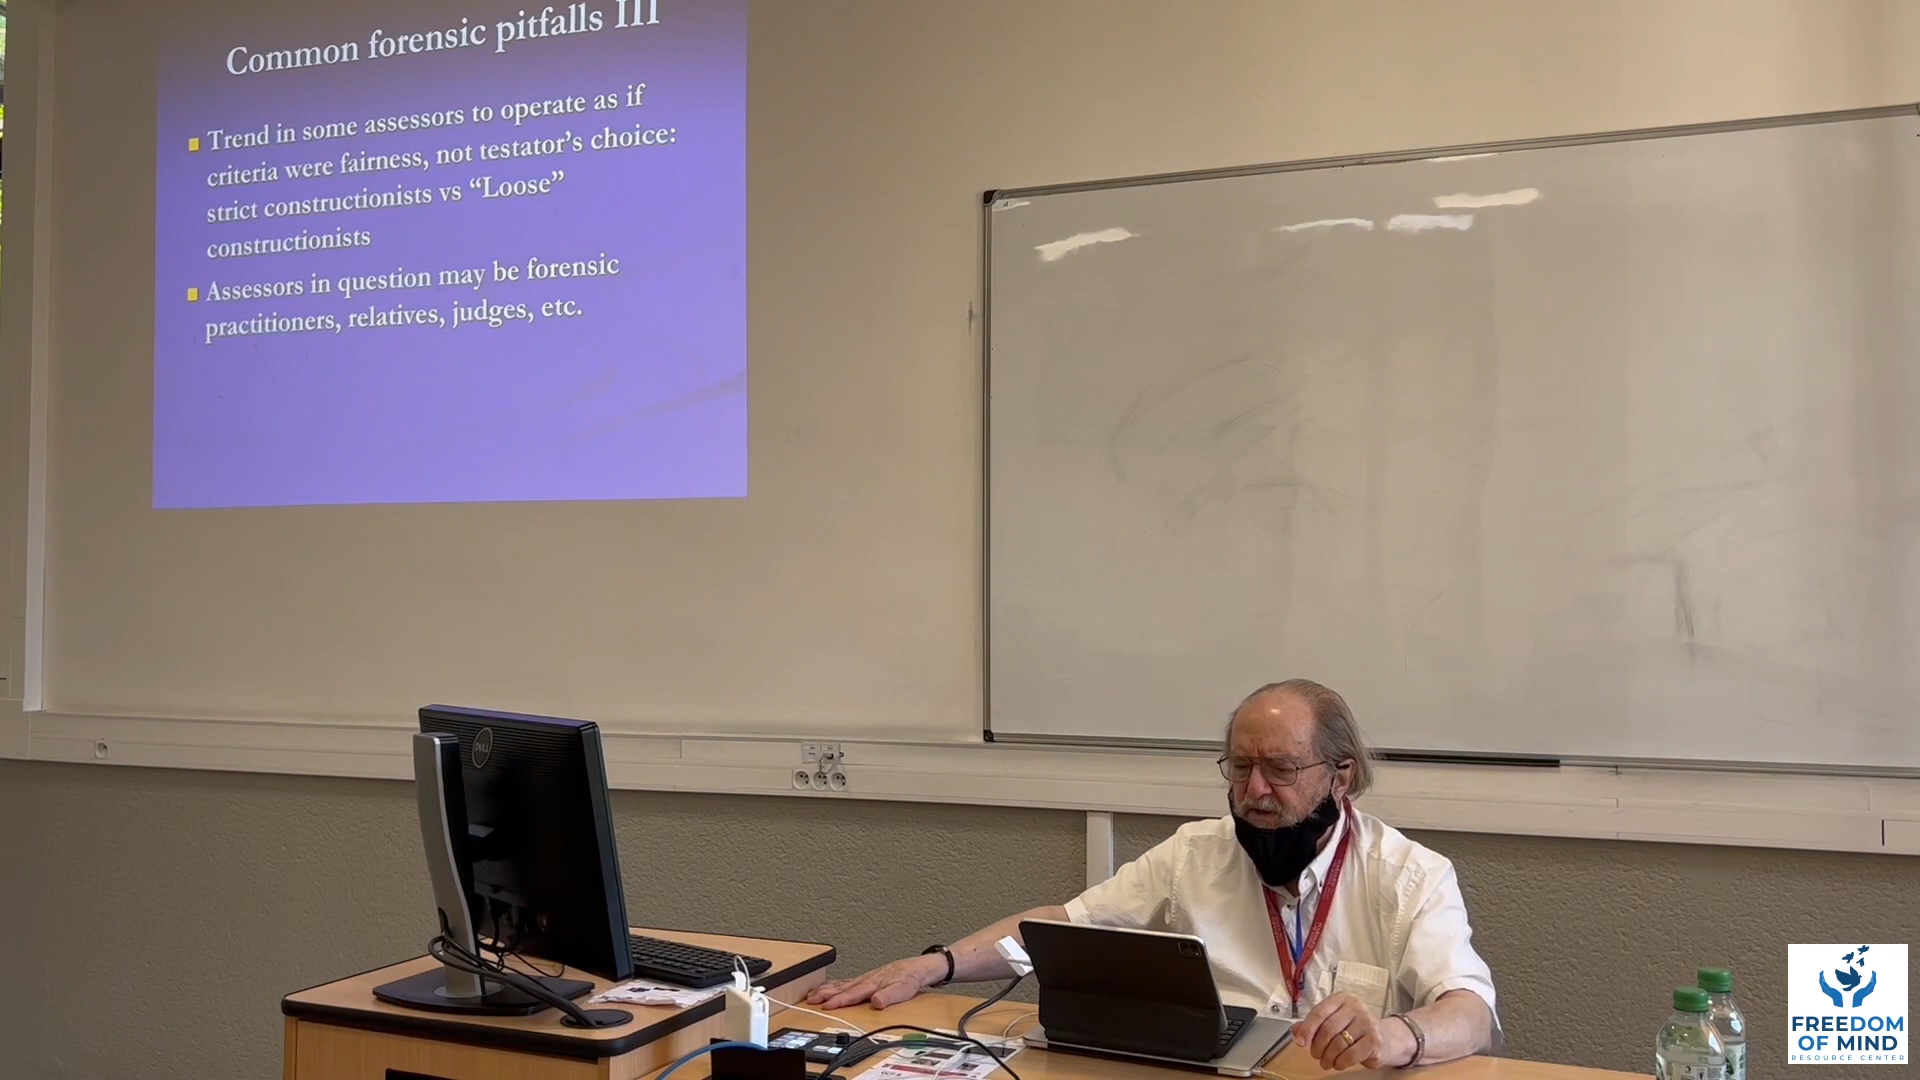 Common forensic pitfalls III
Trend in some assessors to operate as if
criteria were fairness, not testator's choice:
strict constructionists vs "Loose"
constructionists
Assessors in question may be forensic
practitioners, relatives, judges, etc.
DELL
FREEDOM
OF MIND
RESOURCE CENTER